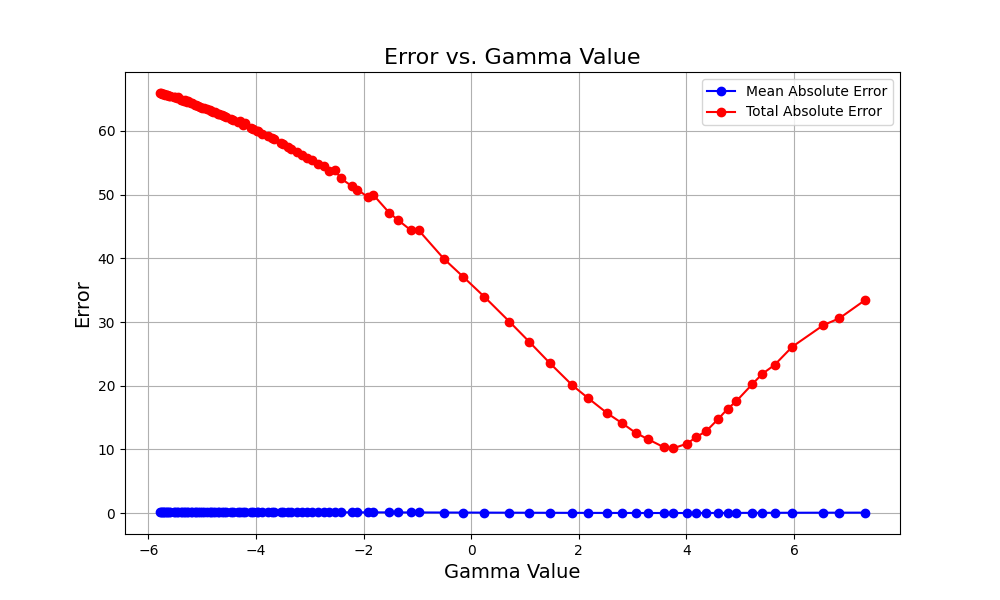 Error vs. Gamma Value
Mean Absolute Error
Total Absolute Error
Error
60
50
40
30
20
10
0
−6 −4 −2 0 2 4 6
Gamma Value